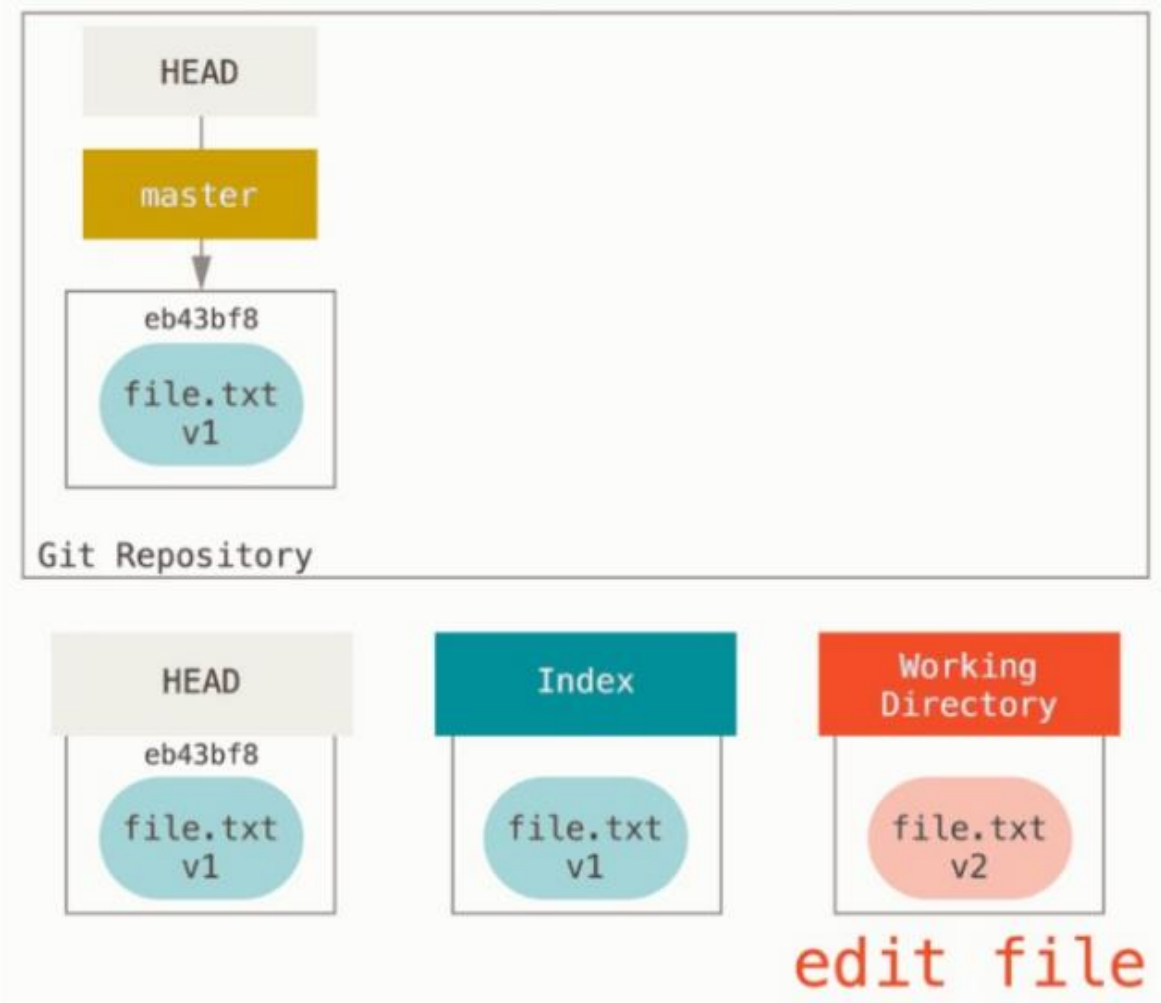 HEAD
master
eb43bf8
file.txt
v1
Git Repository
HEAD
eb43bf8
file.txt
v1
Index
file.txt
v1
Working
Directory
file.txt
v2
edit file